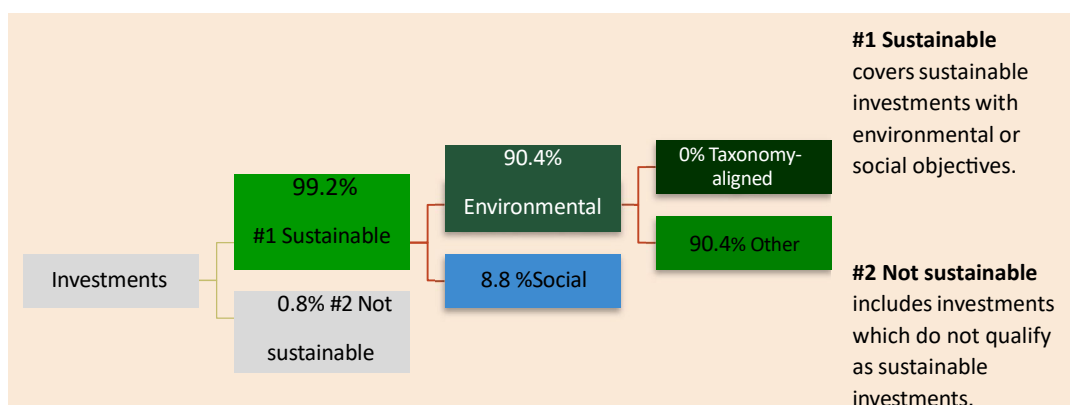 Investments
99.2%
#1 Sustainable
0.8% #2 Not
sustainable
90.4%
Environmental
8.8 %Social
0% Taxonomy-
aligned
90.4% Other
#1 Sustainable
covers sustainable
investments with
environmental or
social objectives.
#2 Not sustainable
includes investments
which do not qualify
as sustainable
investments.